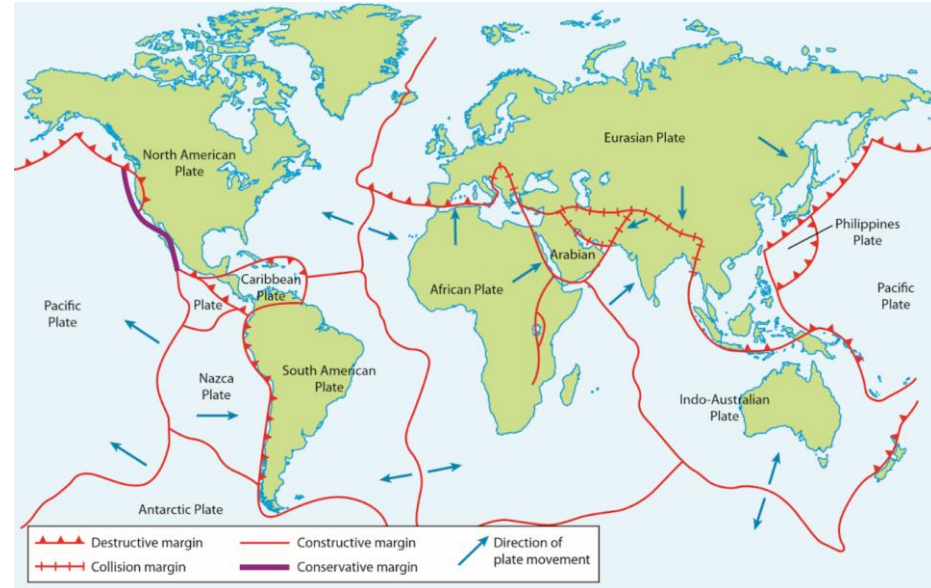 Eurasian Plate
North American
Plate
Philippines
Plate
Arabian
Caribbean
Plate
African Plate
Pacific
Plate
Plate
Pacific
Plate
South American
Plate
Nazca
Plate
Indo-Australian
Plate
Antarctic Plate
Destructive margin
Constructive margin
Direction of
plate movement
Collision margin
Conservative margin